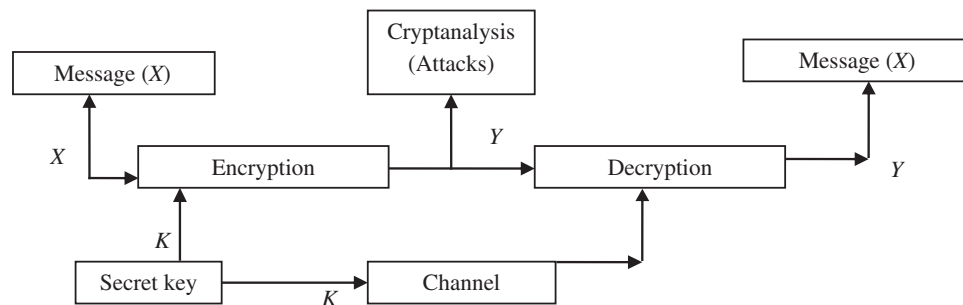 Cryptanalysis
(Attacks)
Message (X)
Message (X)
X
Encryption
Y
Decryption
Y
K
Secret key
K
Channel